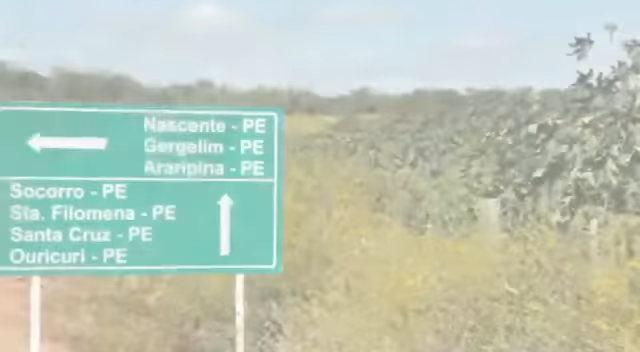 Nascente - PE
Gergelim - PE
Araripina - PE
Socorro - PE
Sta. Filomena - PE
Santa Cruz - PE
Ouricuri - PE